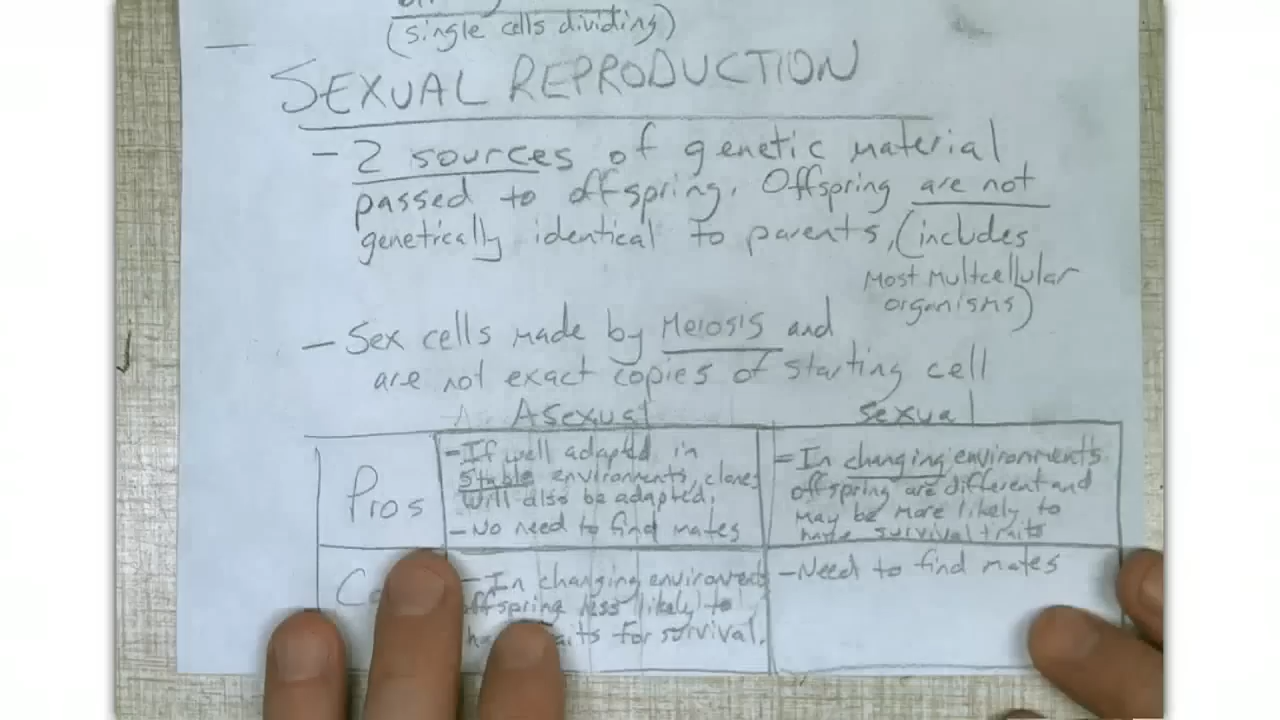 (single cells dividing)
SEXUAL REPRODUCTION
- 2 sources of genetic material
passed to offspring. Offspring are not
genetically identical to parents, (includes
Most Multcellular
organisms)
- Sex cells made by Meiosis and
are not exact copies of starting cell
Asexual sexual
Pros
- If well adapted in
stable environments, clones
will also be adapted.
- No need to find mates
- In changing environments
offspring are different and
may be more likely to
have survival traits
- In changing environment
offspring less likely to
traits for survival.
- Need to find mates